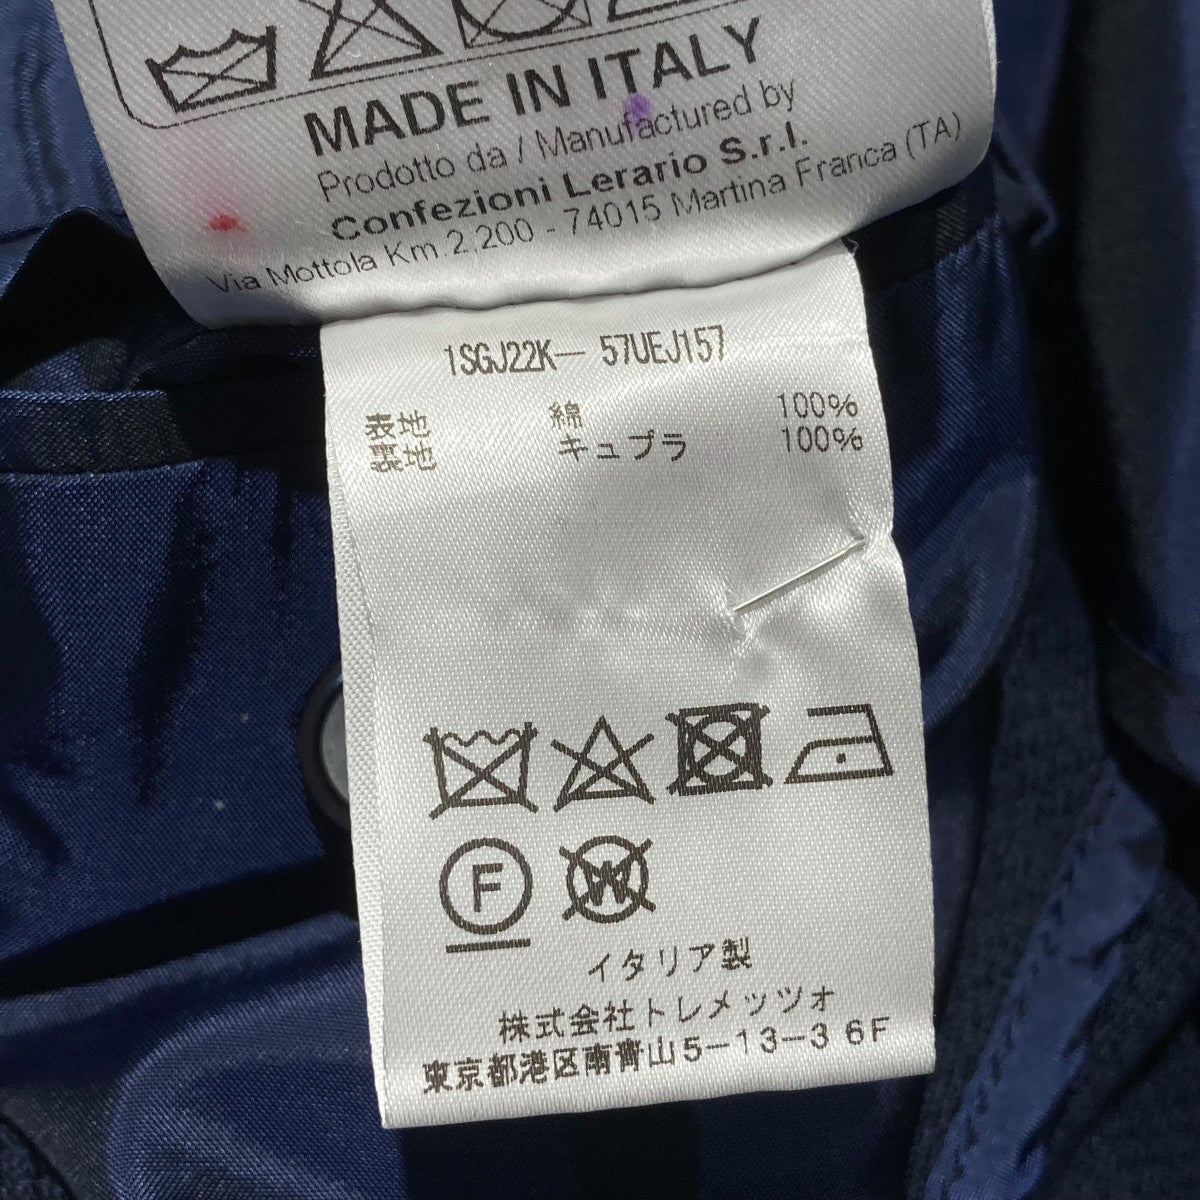 MADE IN ITALY
Prodotto da / Manufactured by
Confezioni Lerario S.r.l.
Via Mottola Km.2,200 - 74015 Martina Franca (TA)
1SGJ22K— 57UEJ157
表地 綿 100%
裏地 キュプラ 100%
F W
イタリア製
株式会社トレメッツォ
東京都港区南青山5-13-3 6F